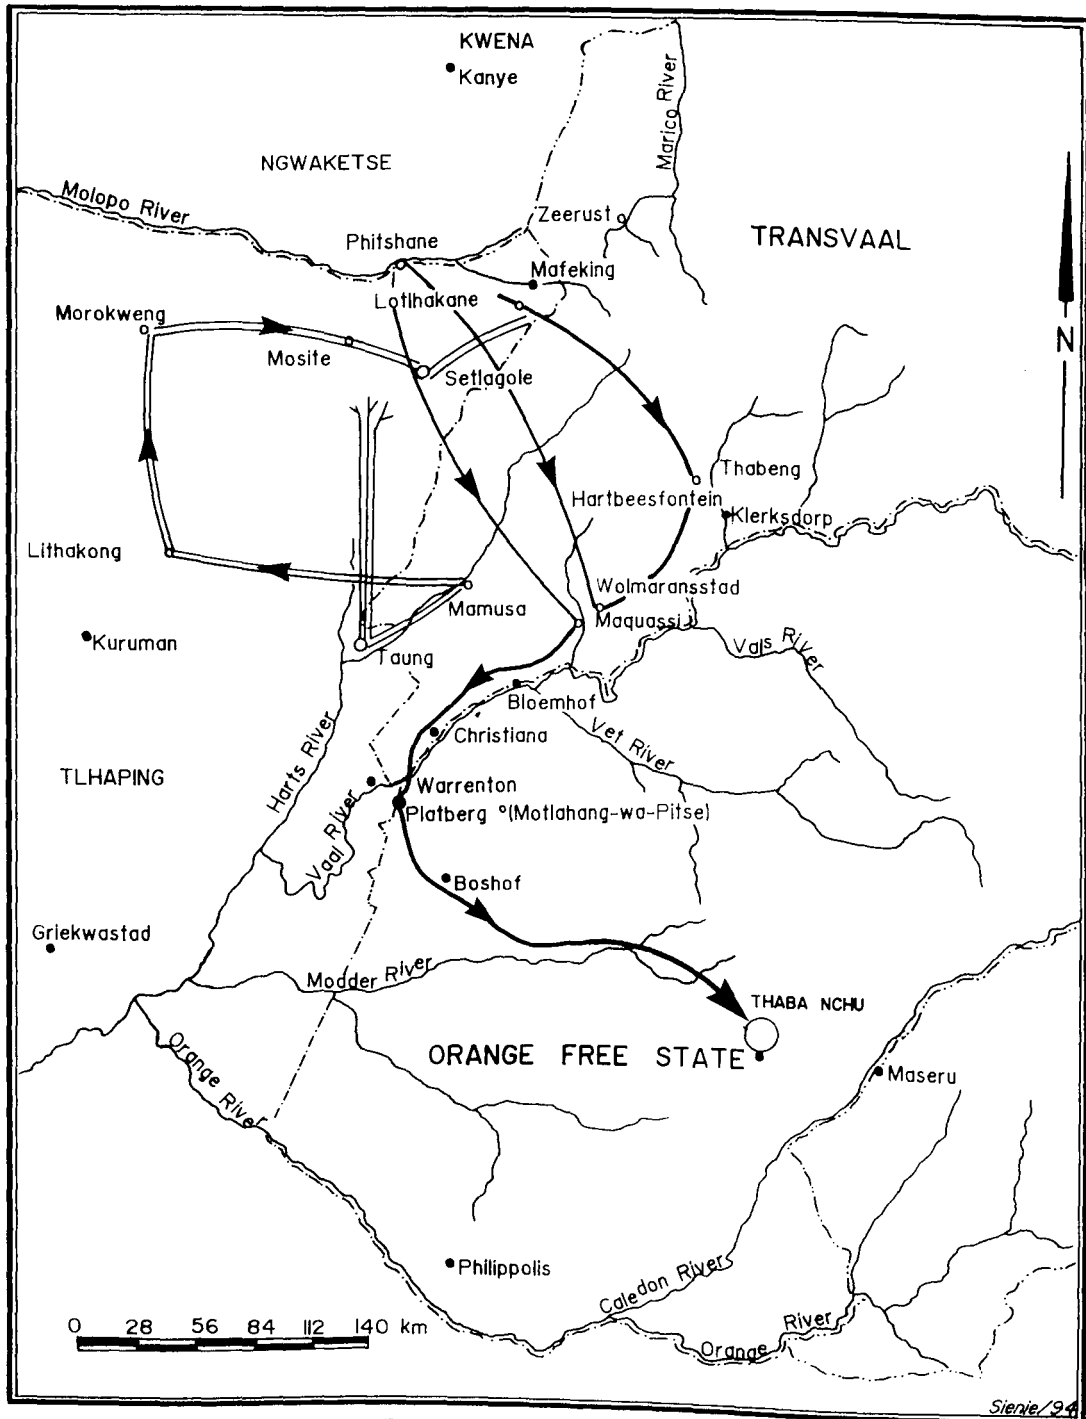 KWENA
Kanye
Marico River
NGWAKETSE
Molopo River
Zeerust
TRANSVAAL
Phitshane
Mafeking
Lotlhakane
Morokweng
N
Mosite
Setlagole
Thabeng
Hartbeesfontein
Klerksdorp
Lithakong
Wolmaransstad
Mamusa
Maquassi
Kuruman
Taung
Vals River
Bloemhof
Christiana
Vet River
Harts River
TLHAPING
Warrenton
Platberg (Motlahang-wa-Pitse)
Vaal River
Boshof
Griekwastad
Modder River
THABA NCHU
ORANGE FREE STATE
Orange River
Maseru
Philippolis
Caledon River
Orange River
0 28 56 84 112 140 km
Sienie/94